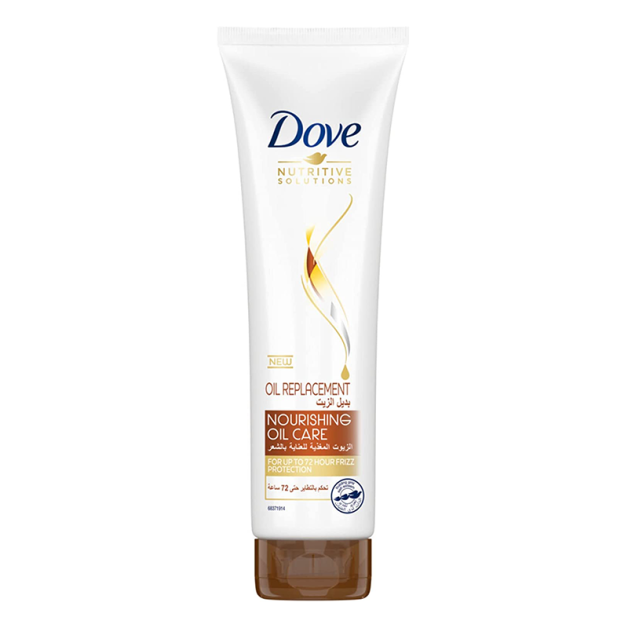 Dove
NUTRITIVE
SOLUTIONS
NEW
OIL REPLACEMENT
بديل الزيت
NOURISHING
OIL CARE
الزيوت المغذية للعناية بالشعر
FOR UP TO 72 HOUR FRIZZ
PROTECTION
تحكم بالتطاير حتى 72 ساعة
68371914